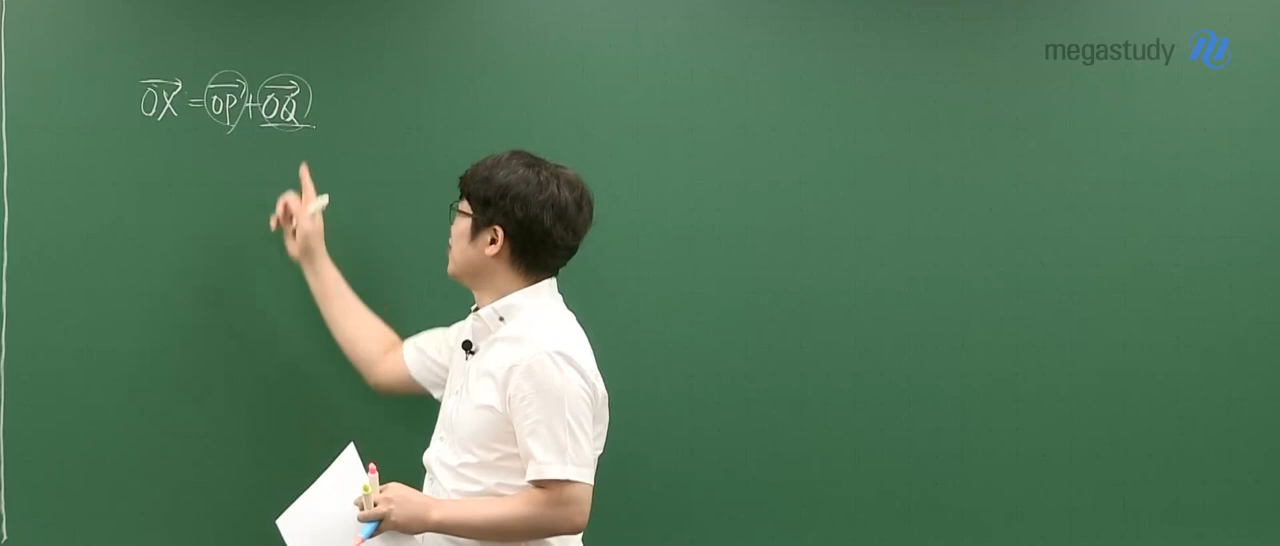 megastudy
OX = OP + OQ